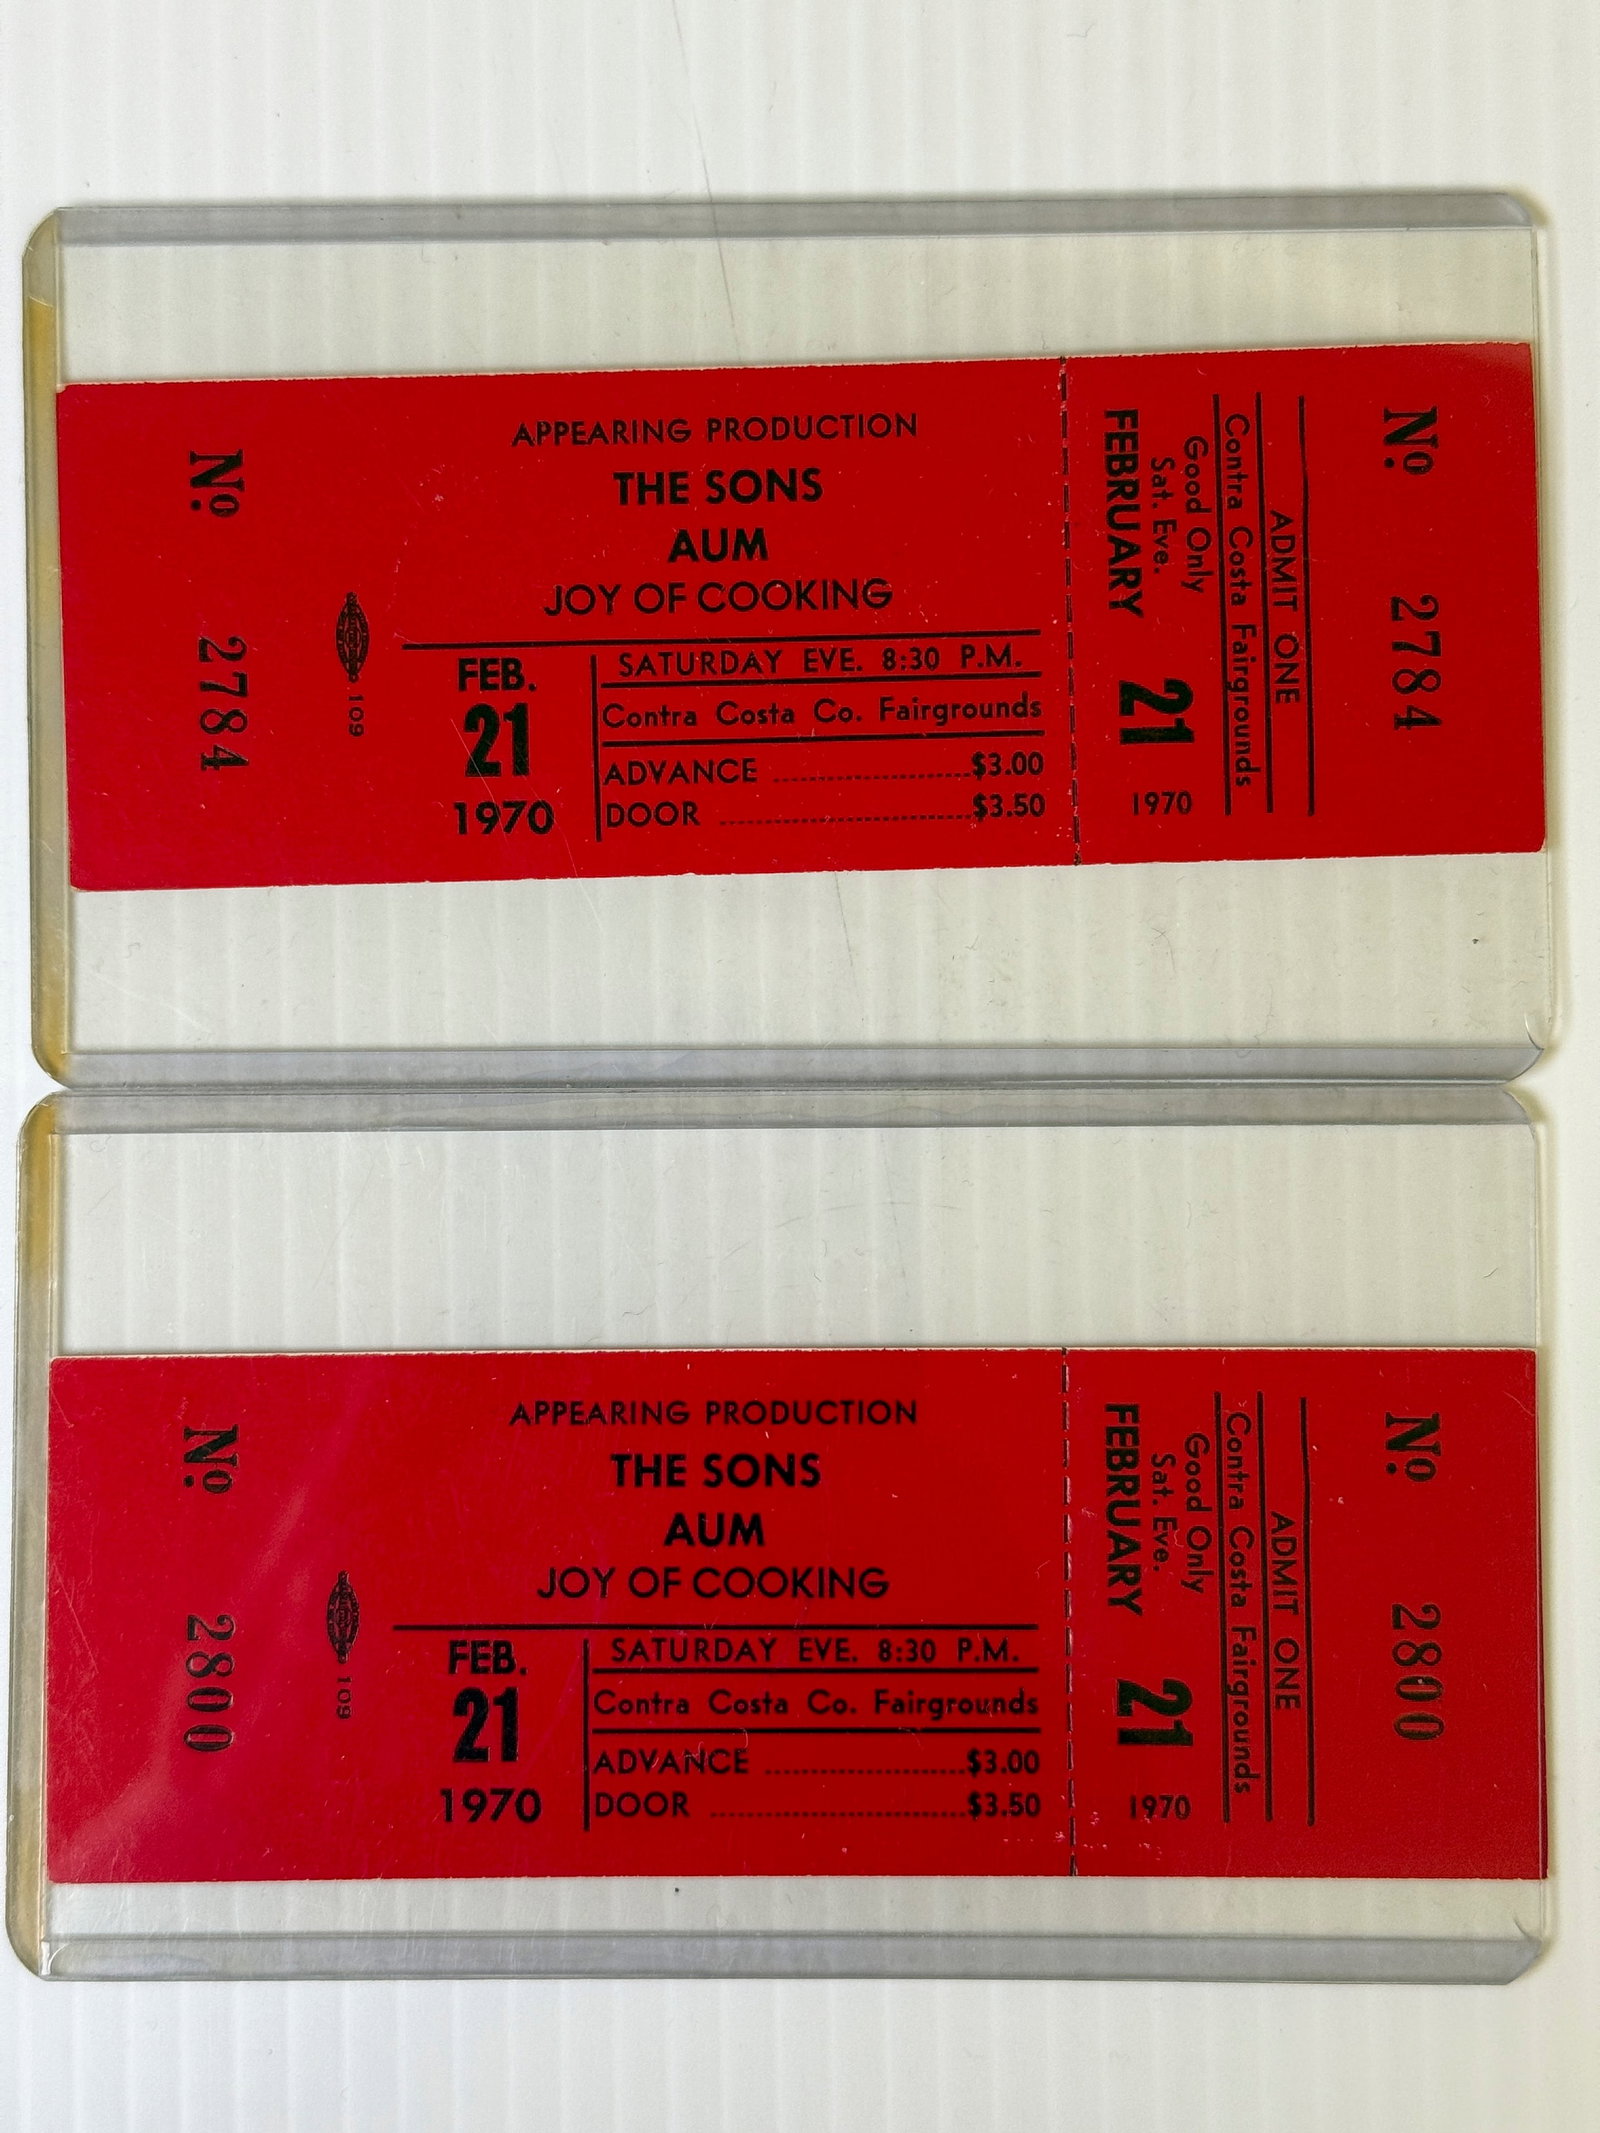 No. 2784
109
APPEARING PRODUCTION
THE SONS
AUM
JOY OF COOKING
FEB.
21
1970
SATURDAY EVE. 8:30 P.M.
Contra Costa Co. Fairgrounds
ADVANCE ........................ $3.00
DOOR ............................... $3.50
No. 2784
ADMIT ONE
Contra Costa Fairgrounds
Good Only
Sat. Eve.
FEBRUARY 21 1970
No. 2800
109
APPEARING PRODUCTION
THE SONS
AUM
JOY OF COOKING
FEB.
21
1970
SATURDAY EVE. 8:30 P.M.
Contra Costa Co. Fairgrounds
ADVANCE ........................ $3.00
DOOR ............................... $3.50
No. 2800
ADMIT ONE
Contra Costa Fairgrounds
Good Only
Sat. Eve.
FEBRUARY 21 1970